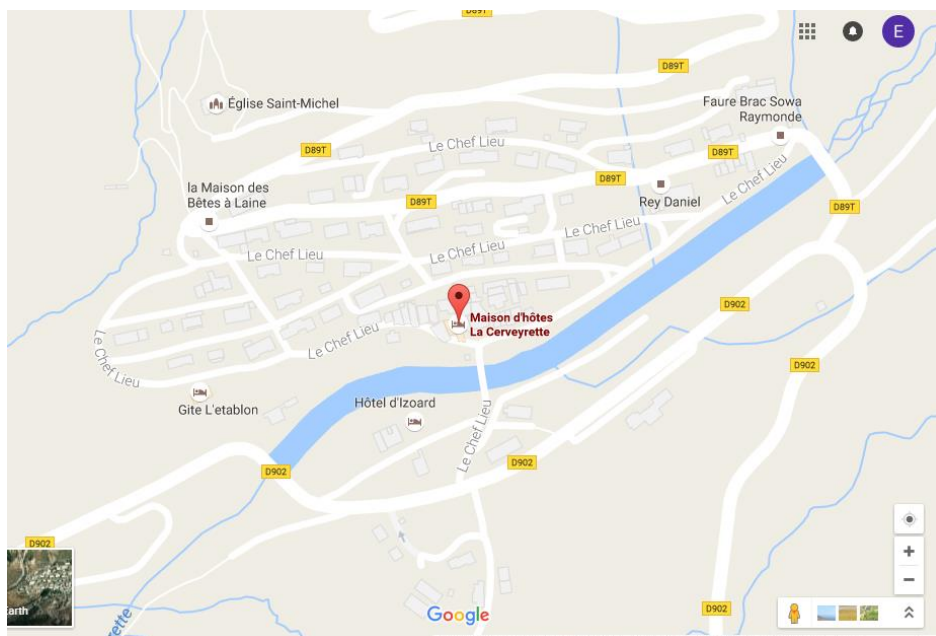 D89T
E
D89T
Église Saint-Michel
Faure Brac Sowa
Raymonde
Le Chef Lieu
D89T
D89T
D89T
Le Chef Lieu
la Maison des
Bêtes à Laine
D89T
Rey Daniel
D89T
Le Chef Lieu
Le Chef Lieu
Le Chef Lieu
Maison d'hôtes
La Cerveyrette
D902
Le Chef Lieu
Le Chef Lieu
D902
Gite L'etablon
Hôtel d'Izoard
Le Chef Lieu
D902
D902
D902
Earth
Google
D902